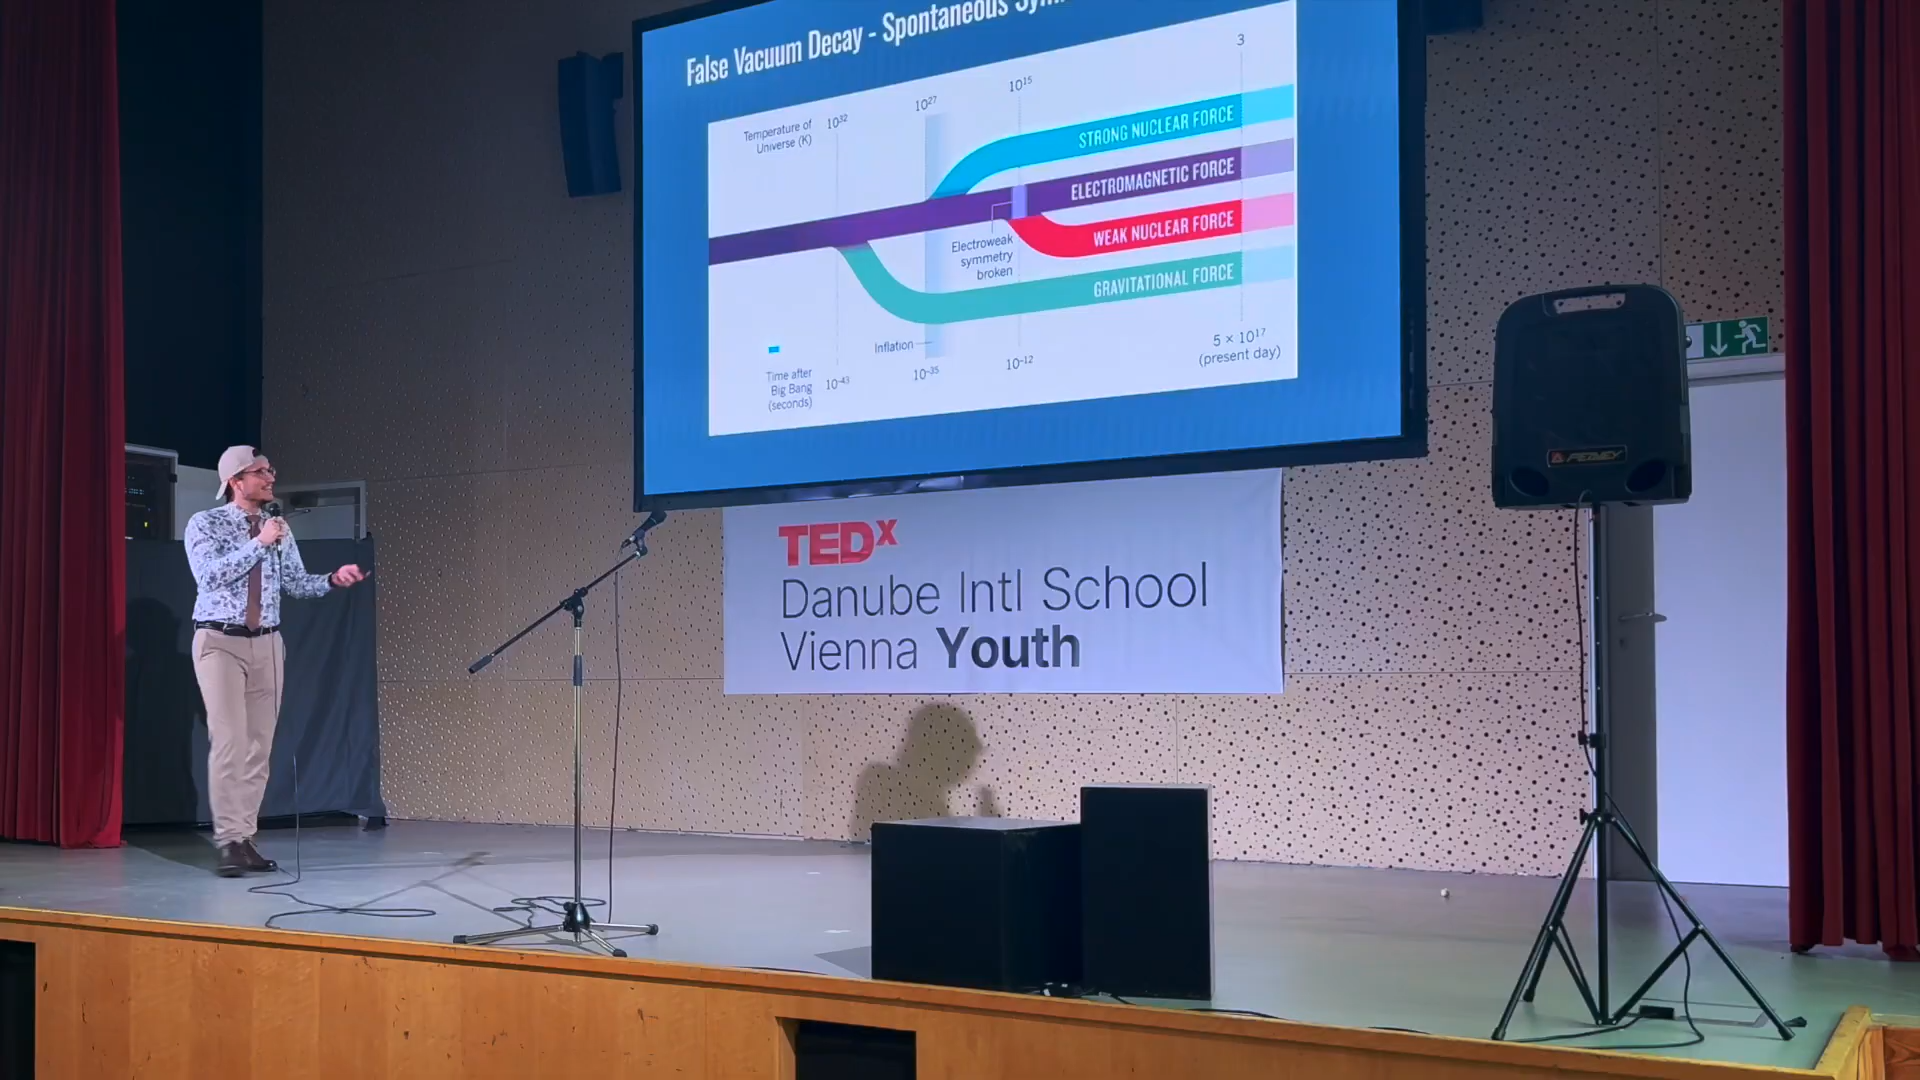 False Vacuum Decay - Spontaneous
Temperature of
Universe (K)
10³²
10²⁷
10¹⁵
3
STRONG NUCLEAR FORCE
ELECTROMAGNETIC FORCE
WEAK NUCLEAR FORCE
GRAVITATIONAL FORCE
Electroweak
symmetry
broken
Inflation
Time after
Big Bang
(seconds)
10⁻⁴³
10⁻³⁵
10⁻¹²
5 × 10¹⁷
(present day)
TEDx
Danube Intl School
Vienna Youth
PEAVEY